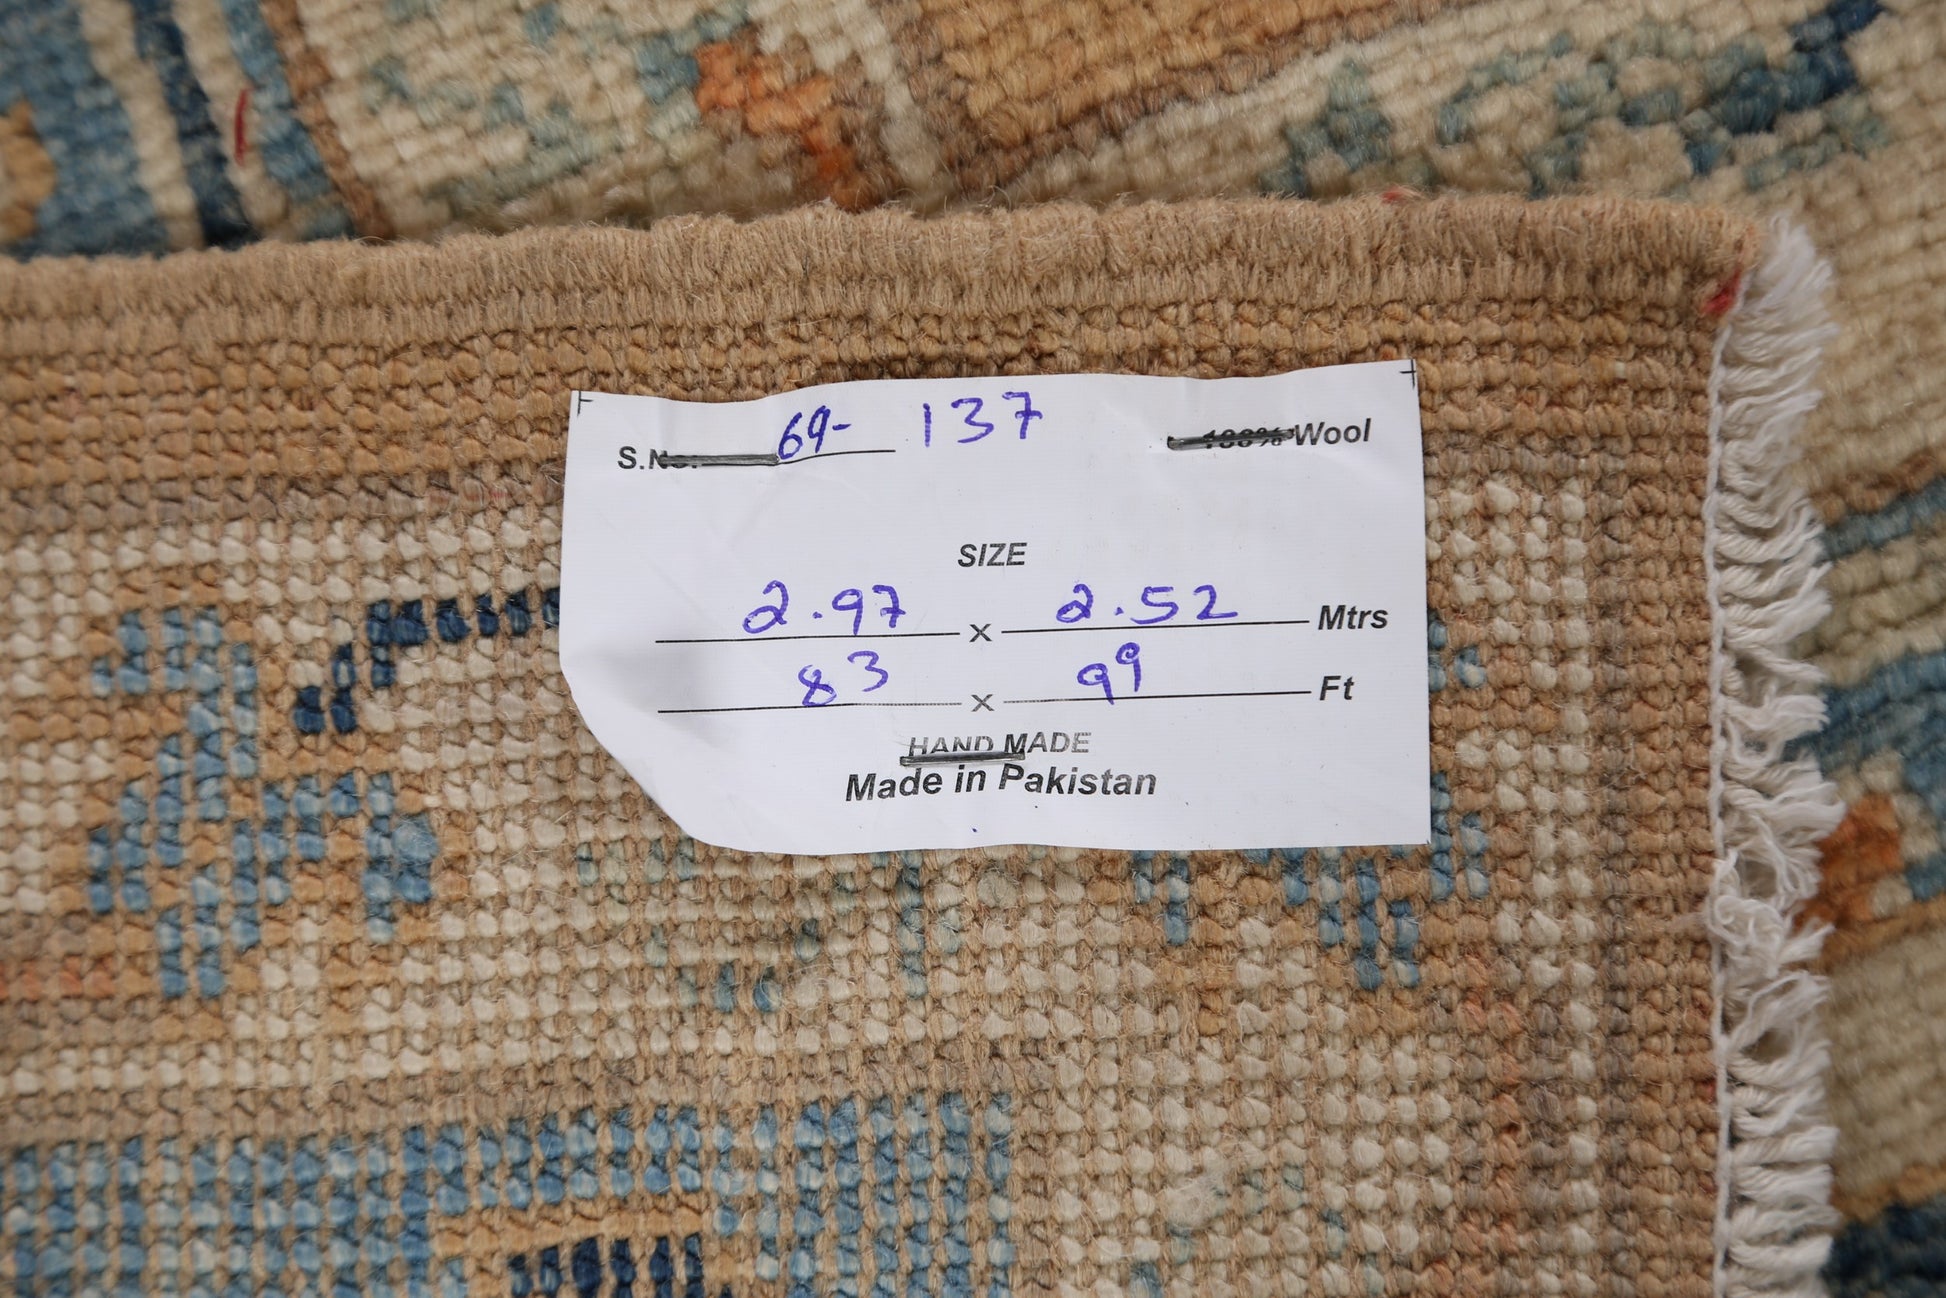 S.No. 69- 137 100% Wool
SIZE
2.97 x 2.52 Mtrs
83 x 99 Ft
HAND MADE
Made in Pakistan